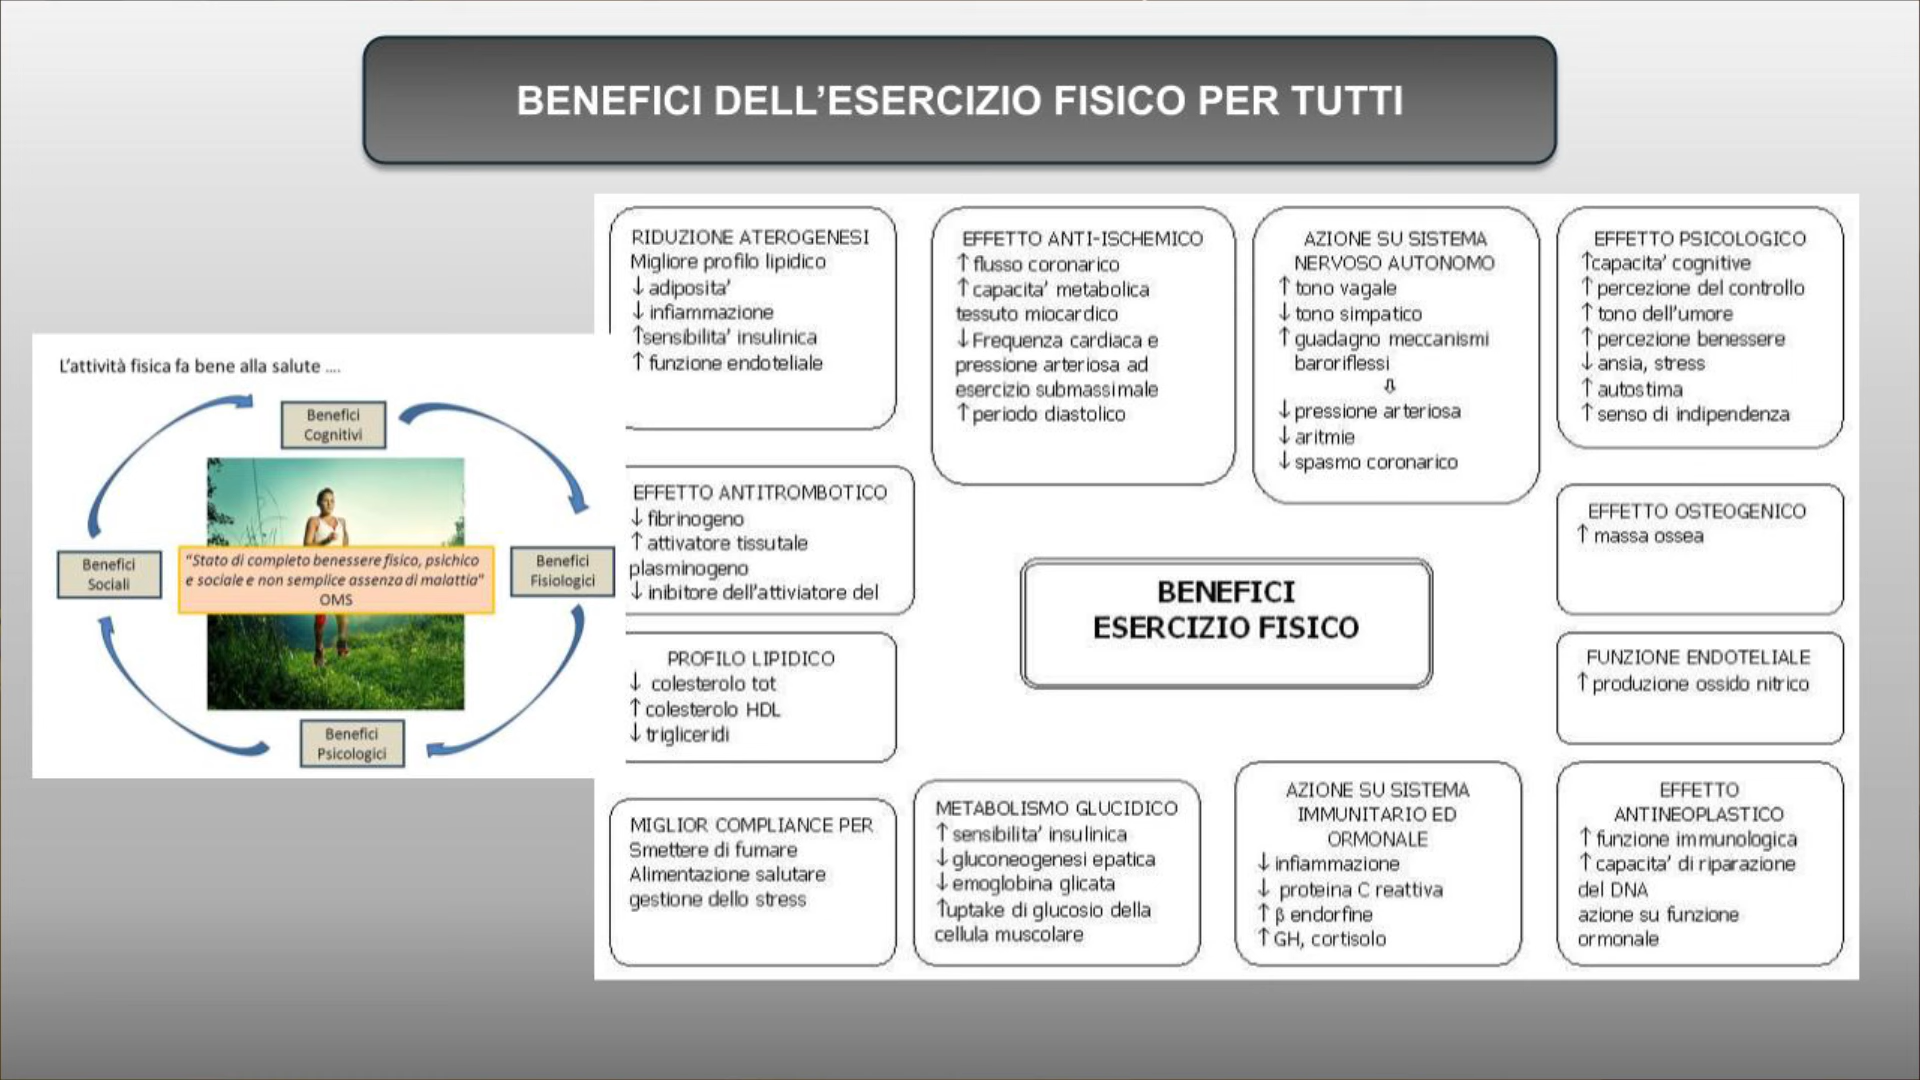 BENEFICI DELL’ESERCIZIO FISICO PER TUTTI
L’attività fisica fa bene alla salute ....
Benefici
Cognitivi
Benefici
Sociali
“Stato di completo benessere fisico, psichico
e sociale e non semplice assenza di malattia”
OMS
Benefici
Fisiologici
Benefici
Psicologici
RIDUZIONE ATEROGENESI
Migliore profilo lipidico
↓ adiposita’
↓ infiammazione
↑sensibilita’ insulinica
↑ funzione endoteliale
EFFETTO ANTI-ISCHEMICO
↑ flusso coronarico
↑ capacita’ metabolica
tessuto miocardico
↓ Frequenza cardiaca e
pressione arteriosa ad
esercizio submassimale
↑ periodo diastolico
AZIONE SU SISTEMA
NERVOSO AUTONOMO
↑ tono vagale
↓ tono simpatico
↑ guadagno meccanismi
baroriflessi
⇩
↓ pressione arteriosa
↓ aritmie
↓ spasmo coronarico
EFFETTO PSICOLOGICO
↑capacita’ cognitive
↑ percezione del controllo
↑ tono dell’umore
↑ percezione benessere
↓ ansia, stress
↑ autostima
↑ senso di indipendenza
EFFETTO ANTITROMBOTICO
↓ fibrinogeno
↑ attivatore tissutale
plasminogeno
↓ inibitore dell’attiviatore del
EFFETTO OSTEOGENICO
↑ massa ossea
BENEFICI
ESERCIZIO FISICO
PROFILO LIPIDICO
↓ colesterolo tot
↑ colesterolo HDL
↓ trigliceridi
FUNZIONE ENDOTELIALE
↑ produzione ossido nitrico
MIGLIOR COMPLIANCE PER
Smettere di fumare
Alimentazione salutare
gestione dello stress
METABOLISMO GLUCIDICO
↑ sensibilita’ insulinica
↓ gluconeogenesi epatica
↓ emoglobina glicata
↑uptake di glucosio della
cellula muscolare
AZIONE SU SISTEMA
IMMUNITARIO ED
ORMONALE
↓ infiammazione
↓ proteina C reattiva
↑ β endorfine
↑ GH, cortisolo
EFFETTO
ANTINEOPLASTICO
↑ funzione immunologica
↑ capacita’ di riparazione
del DNA
azione su funzione
ormonale